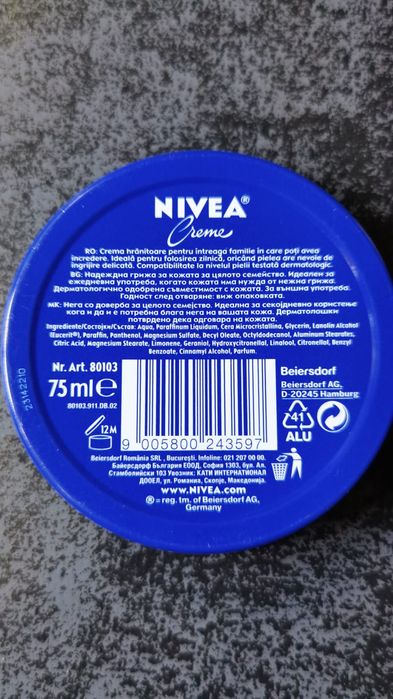 NIVEA®
Creme
RO: Crema hrănitoare pentru întreaga familie în care poţi avea
încredere. Ideală pentru folosirea zilnică, oricând pielea are nevoie de
îngrijire delicată. Compatibilitate la nivelul pielii testată dermatologic.
BG: Надеждна грижа за кожата за цялото семейство. Идеален за
ежедневна употреба, когато кожата има нужда от нежна грижа.
Дерматологично одобрена съвместимост с кожата. За външна употреба.
Годност след отваряне: виж опаковката.
МК: Нега со доверба за целото семејство. Идеална за секојдневно користење
кога и да и е потребна блага нега на вашата кожа. Дерматолошки
потврдено дека одговара на кожата.
Ingrediente/Состојки/Състав: Aqua, Paraffinum Liquidum, Cera Microcristallina, Glycerin, Lanolin Alcohol
(Eucerit®), Paraffin, Panthenol, Magnesium Sulfate, Decyl Oleate, Octyldodecanol, Aluminum Stearates,
Citric Acid, Magnesium Stearate, Limonene, Geraniol, Hydroxycitronellal, Linalool, Citronellol, Benzyl
Benzoate, Cinnamyl Alcohol, Parfum.
Nr. Art. 80103
75 ml e
80103.911.DB.02
23142210
12M
9 005800 243597
Beiersdorf
Beiersdorf AG,
D-20245 Hamburg
41
ALU
Beiersdorf România SRL, Bucureşti. Infoline: 021 207 00 00.
Байерсдорф България ЕООД, София 1303, бул. Ал.
Стамболийски 103 Увозник: КАТИ ИНТЕРНАЦИОНАЛ
ДООЕЛ, ул. Романиа, Скопје, Македонија.
www.NIVEA.com
® = reg. tm. of Beiersdorf AG,
Germany